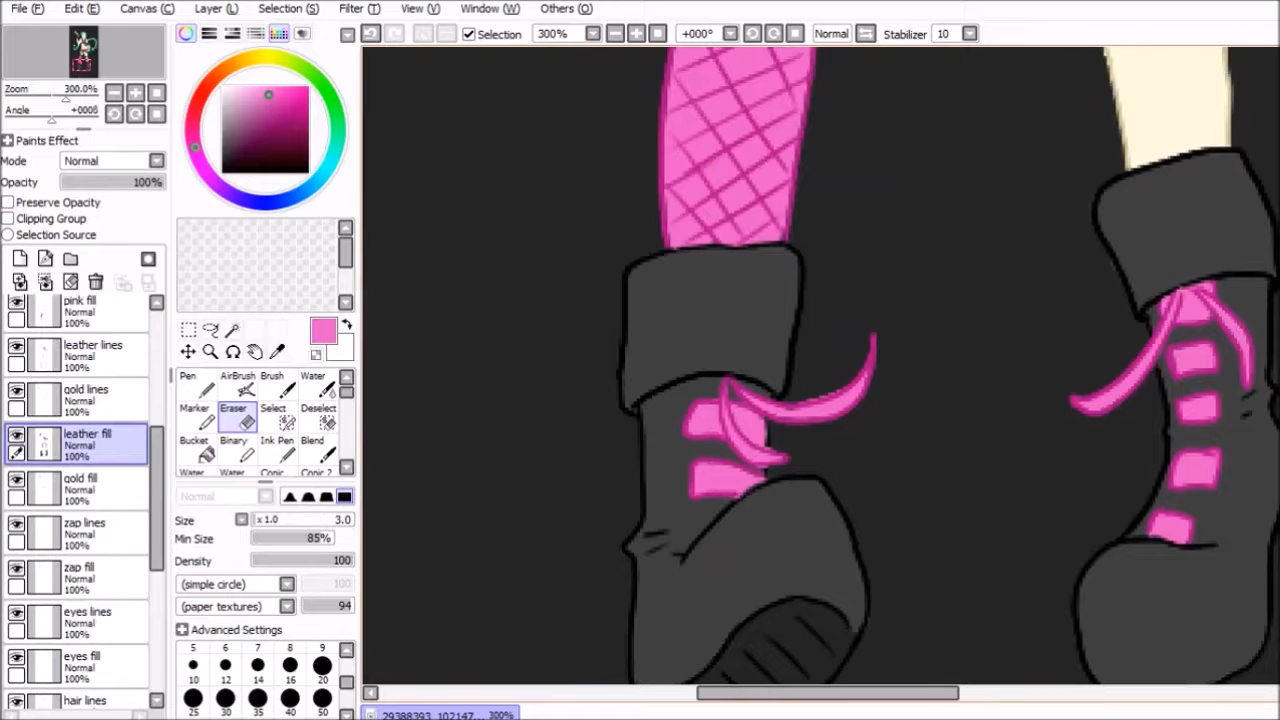 File (F) Edit (E) Canvas (C) Layer (L) Selection (S) Filter (T) View (V) Window (W) Others (O)
Selection 300% +000° Normal Stabilizer 10
Zoom 300.0%
Angle +0006
Paints Effect
Mode Normal
Opacity 100%
Preserve Opacity
Clipping Group
Selection Source
pink fill
Normal
100%
leather lines
Normal
100%
gold lines
Normal
100%
leather fill
Normal
100%
gold fill
Normal
100%
zap lines
Normal
100%
zap fill
Normal
100%
eyes lines
Normal
100%
eyes fill
Normal
100%
hair lines
Normal
Pen AirBrush Brush Water
Marker Eraser Select Deselect
Bucket Binary Ink Pen Blend
Water Water Conic Conic 2
Normal
Size x 1.0 3.0
Min Size 85%
Density 100
(simple circle) 100
(paper textures) 94
Advanced Settings
5 6 7 8 9
10 12 14 16 20
25 30 35 40 50
29388393_102147... 300%